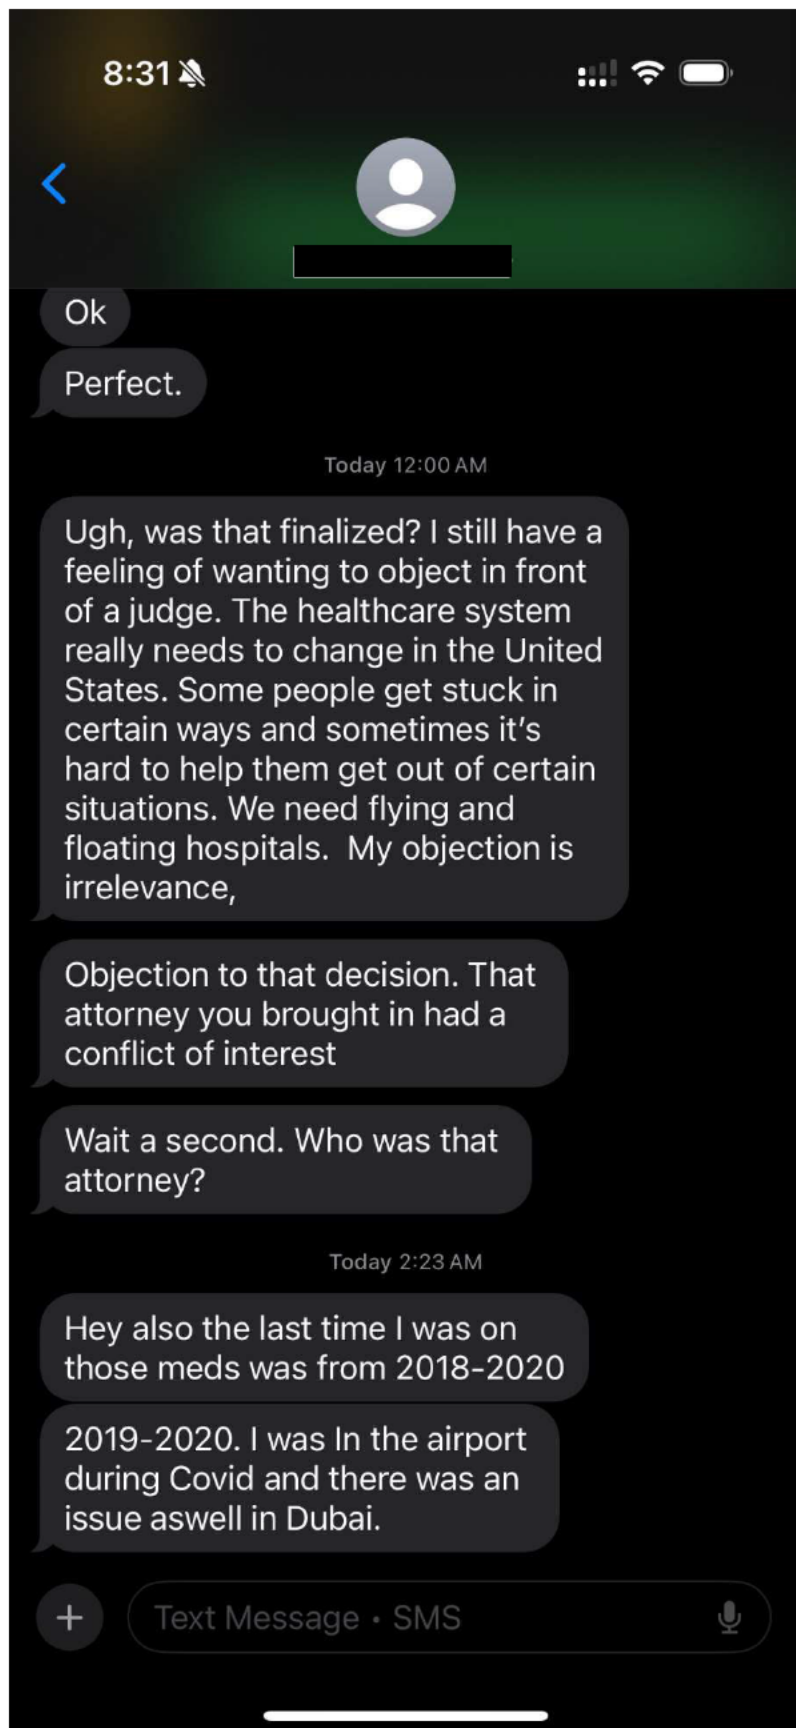 8:31
Ok
Perfect.
Today 12:00 AM
Ugh, was that finalized? I still have a
feeling of wanting to object in front
of a judge. The healthcare system
really needs to change in the United
States. Some people get stuck in
certain ways and sometimes it's
hard to help them get out of certain
situations. We need flying and
floating hospitals.  My objection is
irrelevance,
Objection to that decision. That
attorney you brought in had a
conflict of interest
Wait a second. Who was that
attorney?
Today 2:23 AM
Hey also the last time I was on
those meds was from 2018-2020
2019-2020. I was In the airport
during Covid and there was an
issue aswell in Dubai.
Text Message • SMS